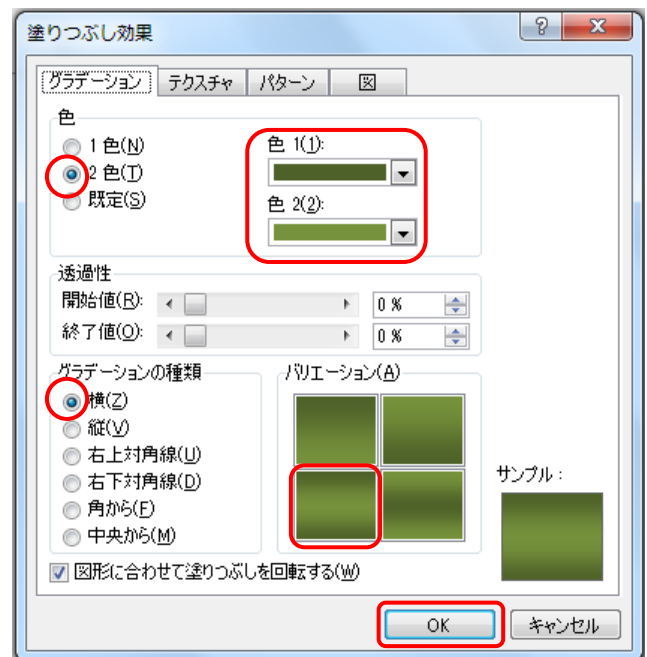 塗りつぶし効果
グラデーション テクスチャ パターン 図
色
1 色(N)
2 色(T)
既定(S)
色 1(1):
色 2(2):
透過性
開始値(R): 0 %
終了値(O): 0 %
グラデーションの種類
横(Z)
縦(V)
右上対角線(U)
右下対角線(D)
角から(F)
中央から(M)
バリエーション(A)
サンプル :
図形に合わせて塗りつぶしを回転する(W)
OK キャンセル